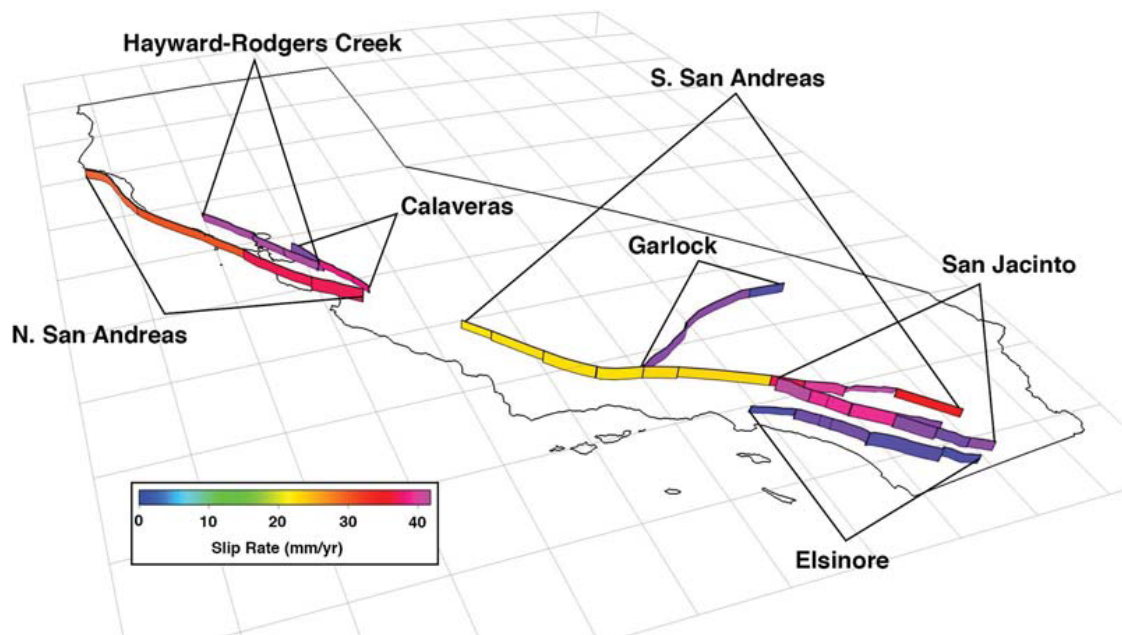 Hayward-Rodgers Creek
S. San Andreas
Calaveras
Garlock
San Jacinto
N. San Andreas
0 10 20 30 40
Slip Rate (mm/yr)
Elsinore